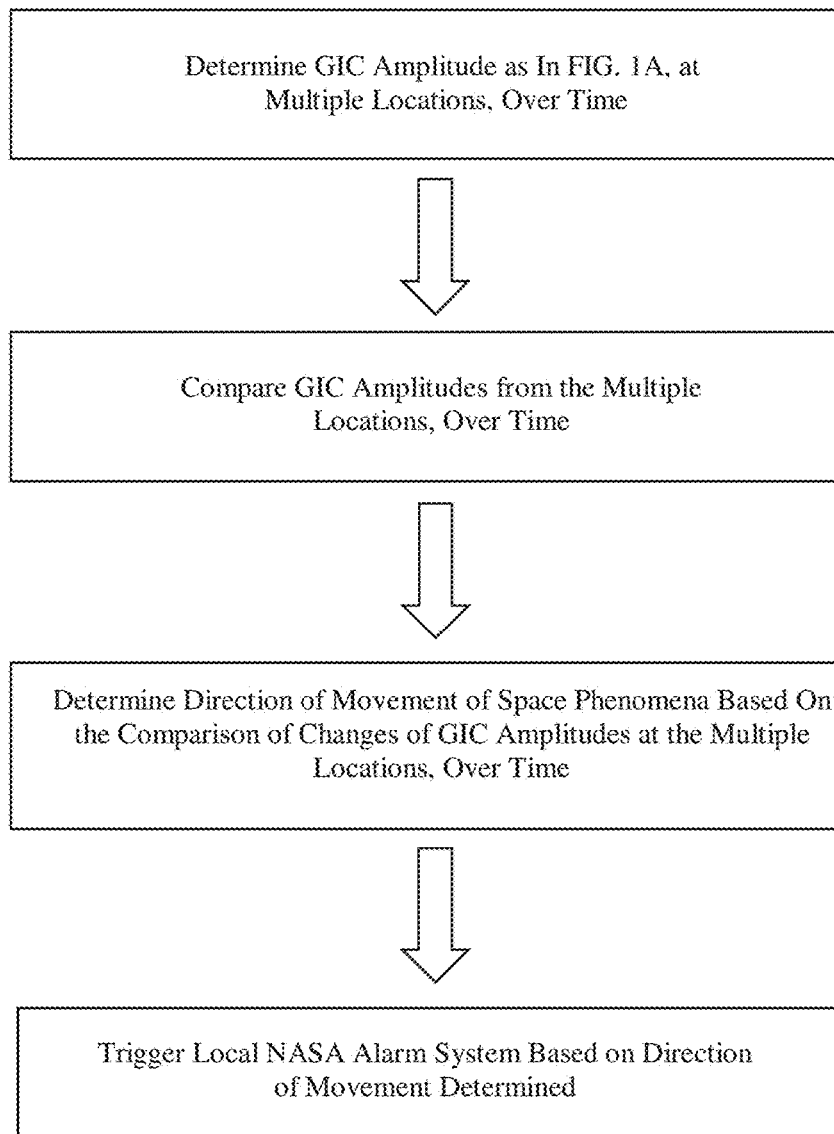 Determine GIC Amplitude as In FIG. 1A, at
Multiple Locations, Over Time
Compare GIC Amplitudes from the Multiple
Locations, Over Time
Determine Direction of Movement of Space Phenomena Based On
the Comparison of Changes of GIC Amplitudes at the Multiple
Locations, Over Time
Trigger Local NASA Alarm System Based on Direction
of Movement Determined